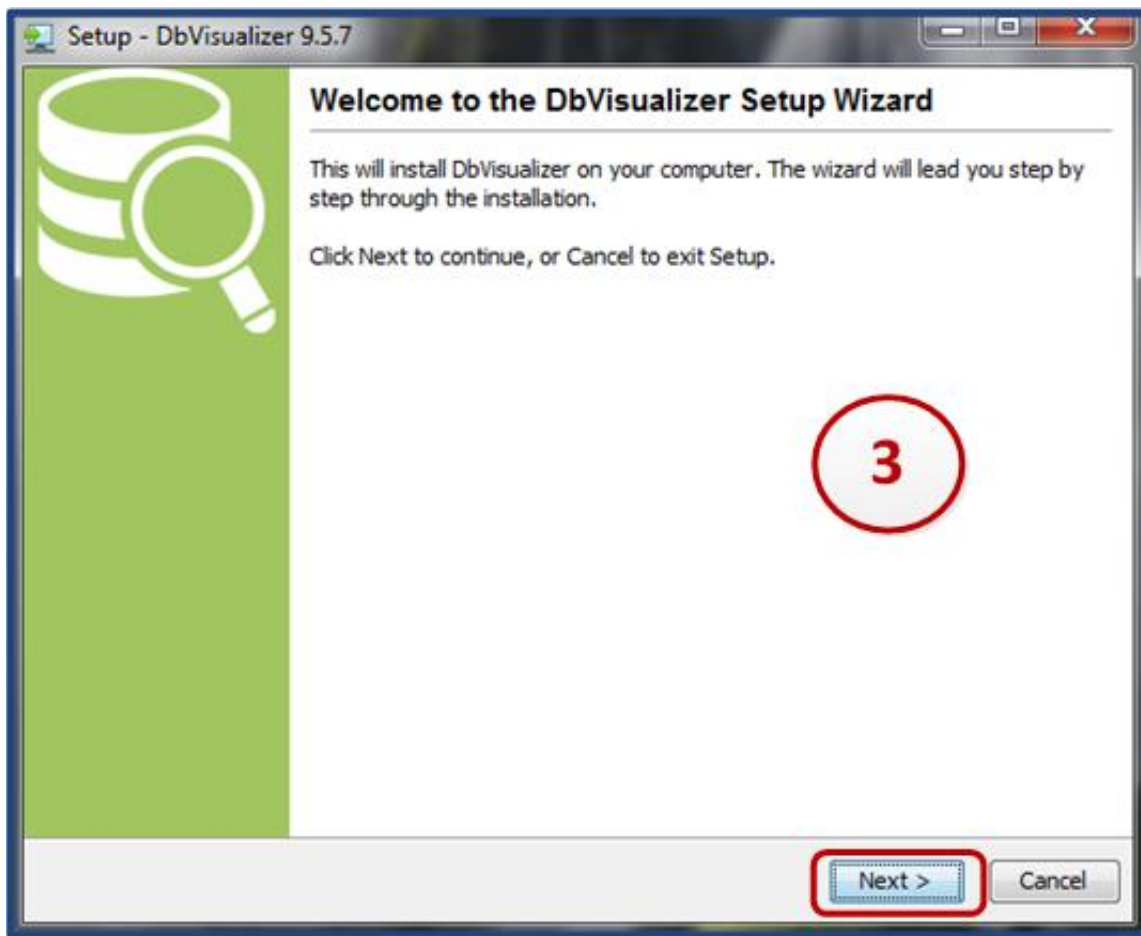 Setup - DbVisualizer 9.5.7
Welcome to the DbVisualizer Setup Wizard
This will install DbVisualizer on your computer. The wizard will lead you step by
step through the installation.
Click Next to continue, or Cancel to exit Setup.
3
Next >
Cancel